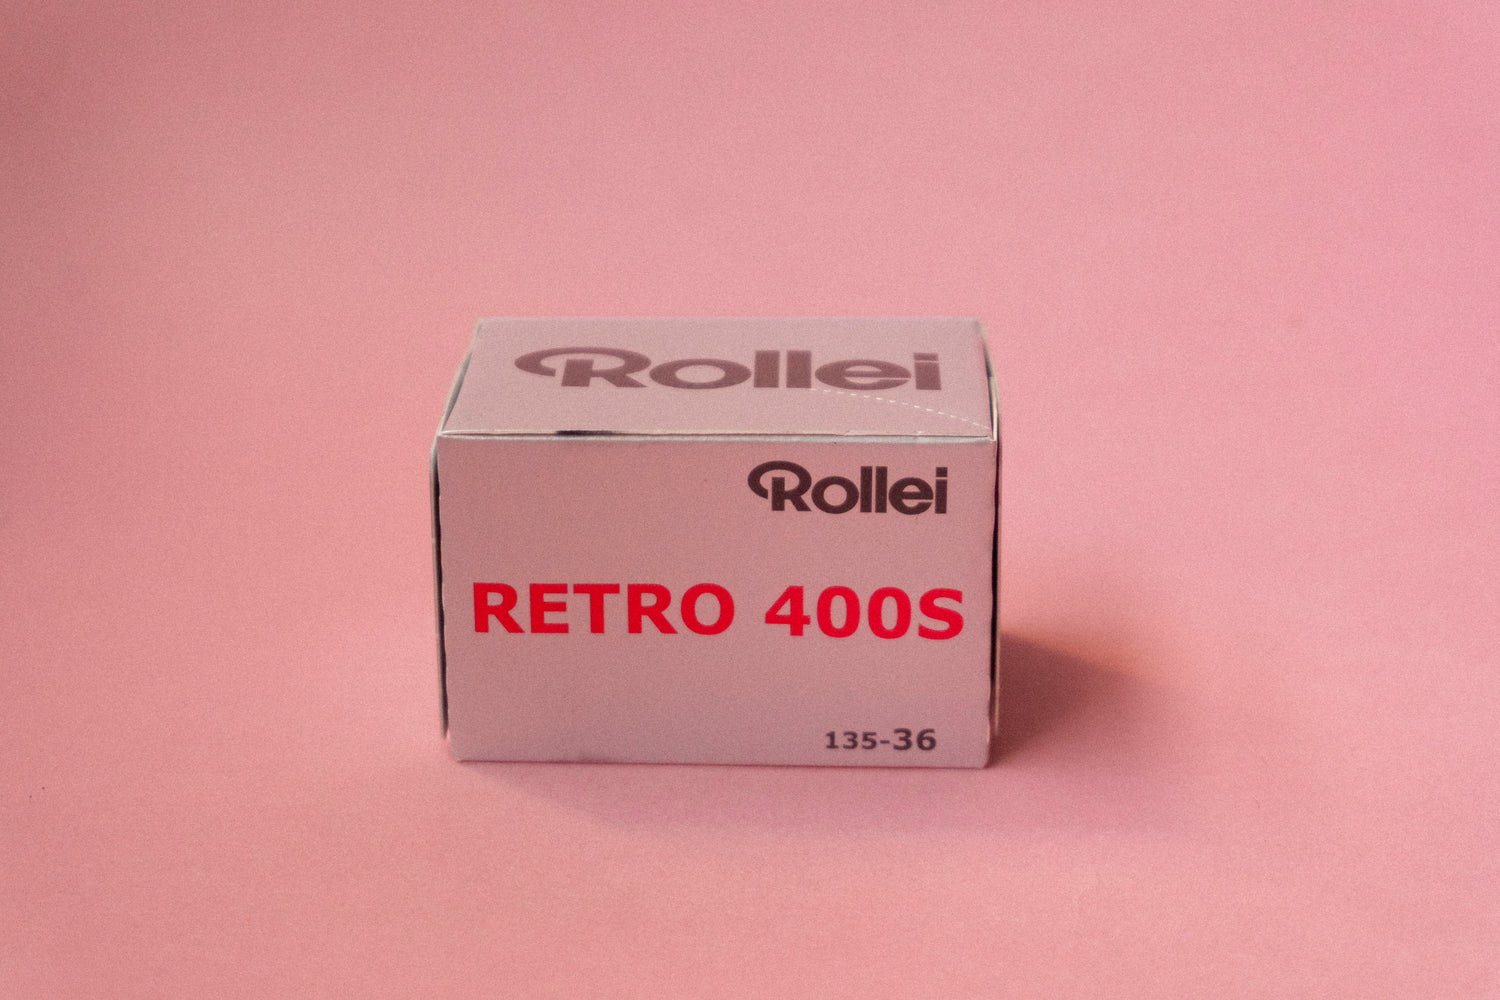 Rollei
Rollei
RETRO 400S
135-36